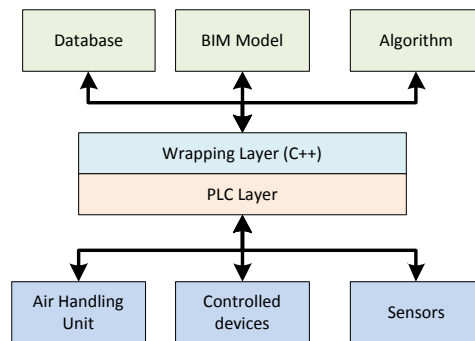 Database
BIM Model
Algorithm
Wrapping Layer (C++)
PLC Layer
Air Handling
Unit
Controlled
devices
Sensors